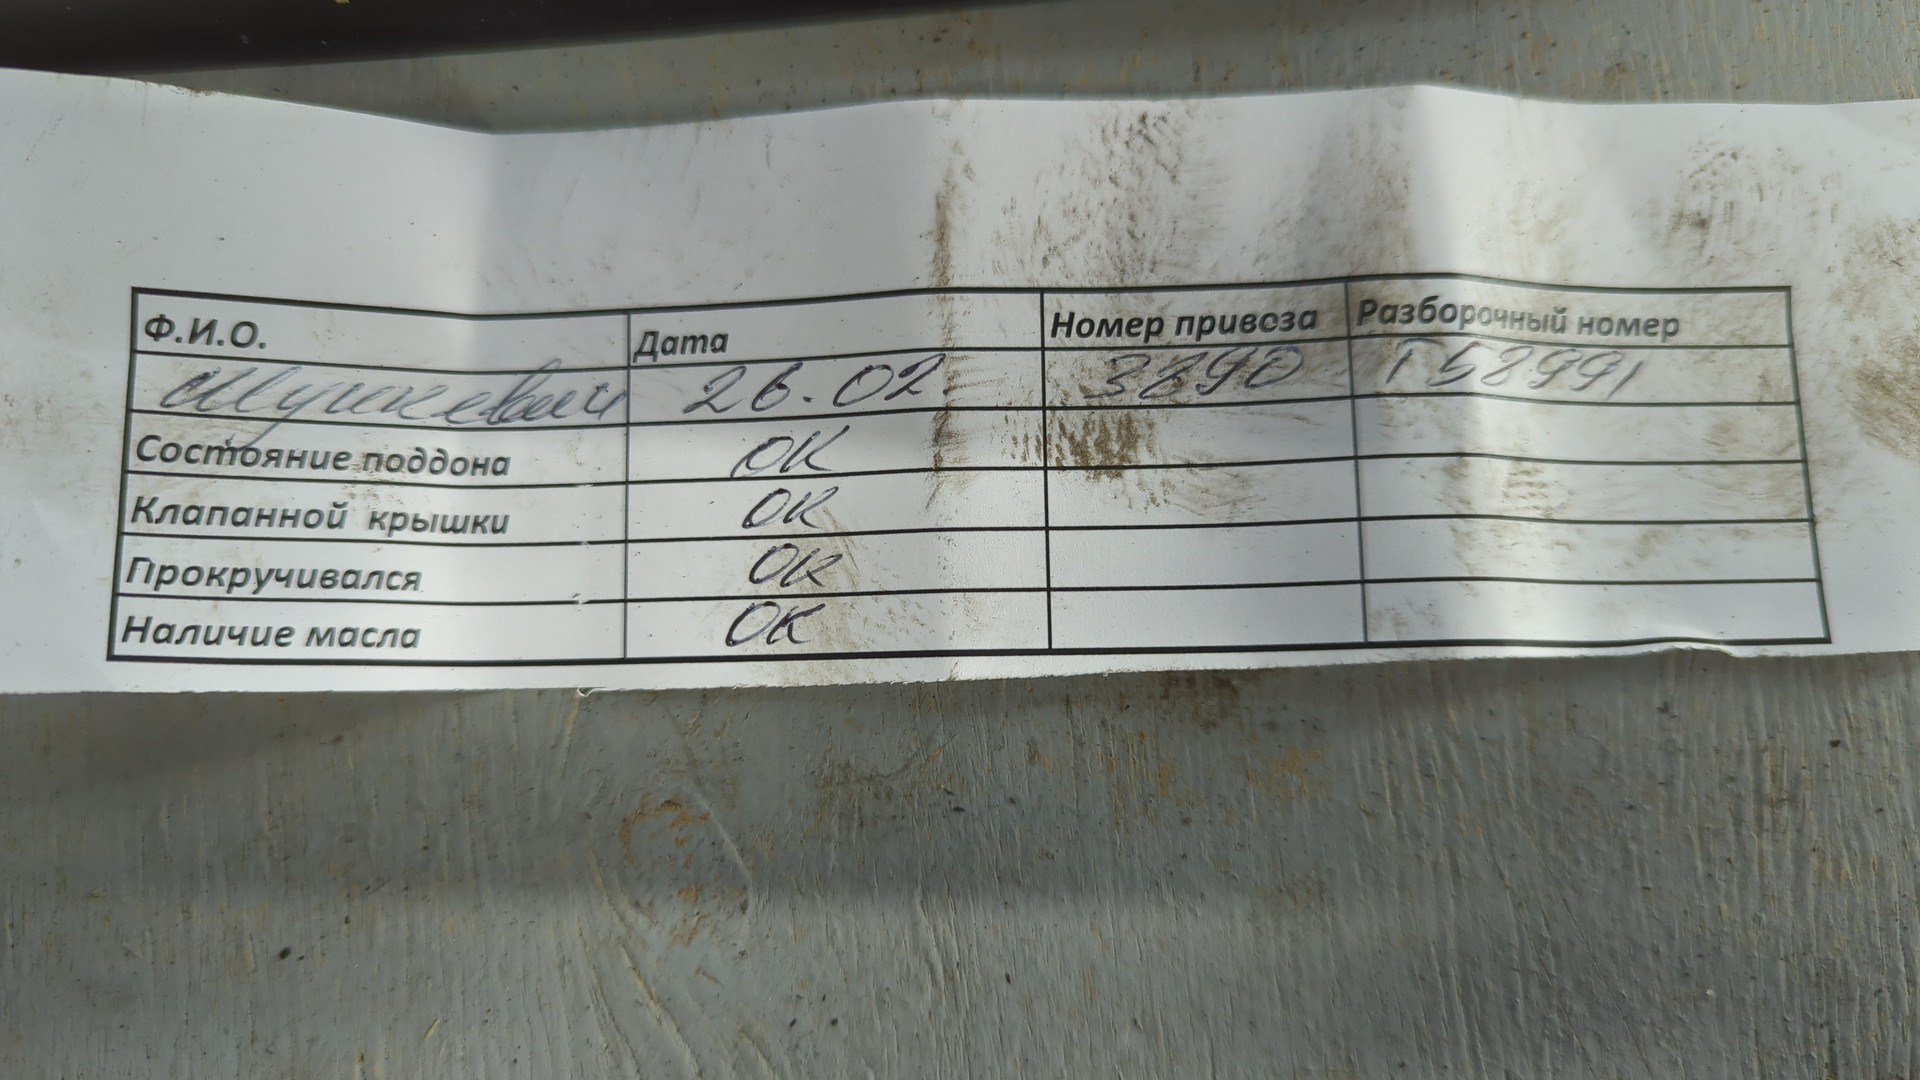 Ф.И.О. Дата Номер привоза Разборочный номер
26.02. 3890 Г58991
Состояние поддона ОК
Клапанной крышки ОК
Прокручивался ОК
Наличие масла ОК